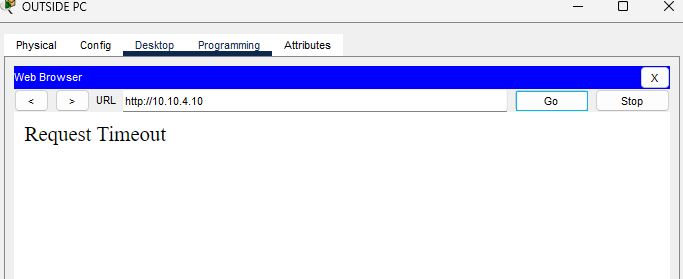 OUTSIDE PC
Physical Config Desktop Programming Attributes
Web Browser X
< > URL http://10.10.4.10 Go Stop
Request Timeout